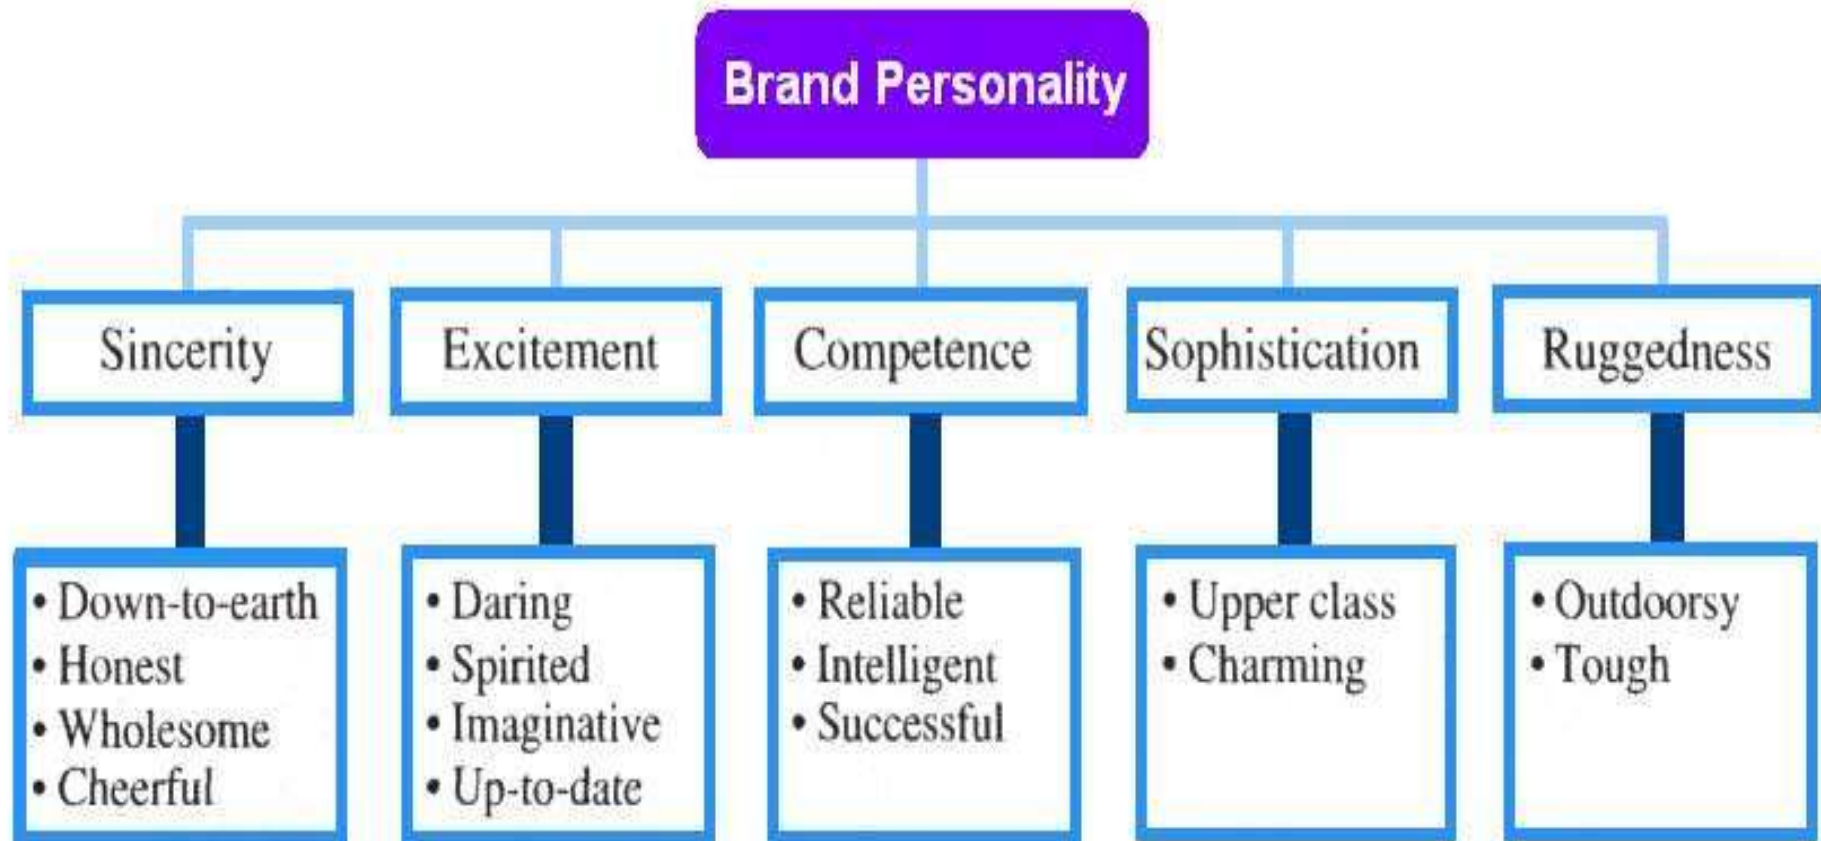 Brand Personality
Sincerity
Excitement
Competence
Sophistication
Ruggedness
• Down-to-earth
• Honest
• Wholesome
• Cheerful
• Daring
• Spirited
• Imaginative
• Up-to-date
• Reliable
• Intelligent
• Successful
• Upper class
• Charming
• Outdoorsy
• Tough